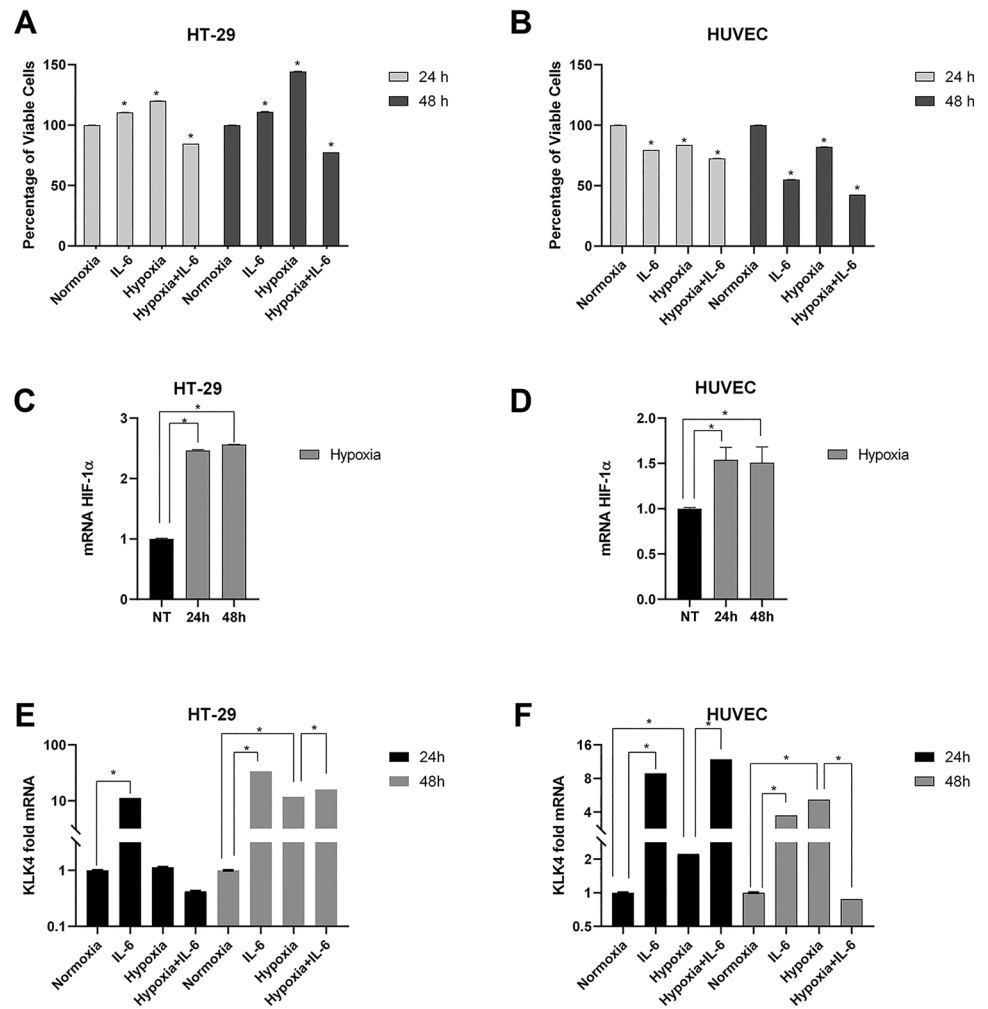 A
HT-29
Percentage of Viable Cells
150
100
50
0
* * * * * *
Normoxia
IL-6
Hypoxia
Hypoxia+IL-6
Normoxia
IL-6
Hypoxia
Hypoxia+IL-6
24 h
48 h
B
HUVEC
Percentage of Viable Cells
150
100
50
0
* * * * * *
Normoxia
IL-6
Hypoxia
Hypoxia+IL-6
Normoxia
IL-6
Hypoxia
Hypoxia+IL-6
24 h
48 h
C
HT-29
mRNA HIF-1α
3
2
1
0
*
*
NT 24h 48h
Hypoxia
D
HUVEC
mRNA HIF-1α
2.0
1.5
1.0
0.5
0.0
*
*
NT 24h 48h
Hypoxia
E
HT-29
KLK4 fold mRNA
100
10
1
0.1
* * * *
Normoxia
IL-6
Hypoxia
Hypoxia+IL-6
Normoxia
IL-6
Hypoxia
Hypoxia+IL-6
24h
48h
F
HUVEC
KLK4 fold mRNA
16
8
4
2
1
0.5
* * * * * *
Normoxia
IL-6
Hypoxia
Hypoxia+IL-6
Normoxia
IL-6
Hypoxia
Hypoxia+IL-6
24h
48h